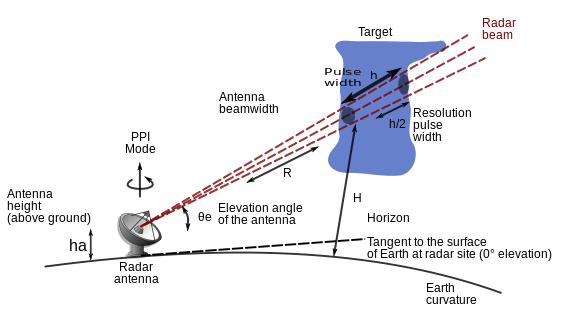 Target
Radar
beam
Pulse
width
h
Antenna
beamwidth
h/2
Resolution
pulse
width
PPI
Mode
R
H
Antenna
height
(above ground)
θe
Elevation angle
of the antenna
Horizon
ha
Tangent to the surface
of Earth at radar site (0° elevation)
Radar
antenna
Earth
curvature